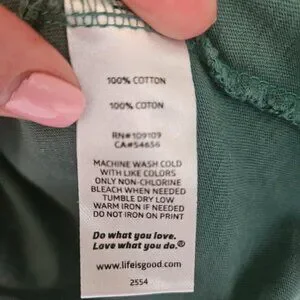 100% COTTON
100% COTON
RN#109109
CA#54656
MACHINE WASH COLD
WITH LIKE COLORS
ONLY NON-CHLORINE
BLEACH WHEN NEEDED
TUMBLE DRY LOW
WARM IRON IF NEEDED
DO NOT IRON ON PRINT
Do what you love.
Love what you do.®
www.lifeisgood.com
2554